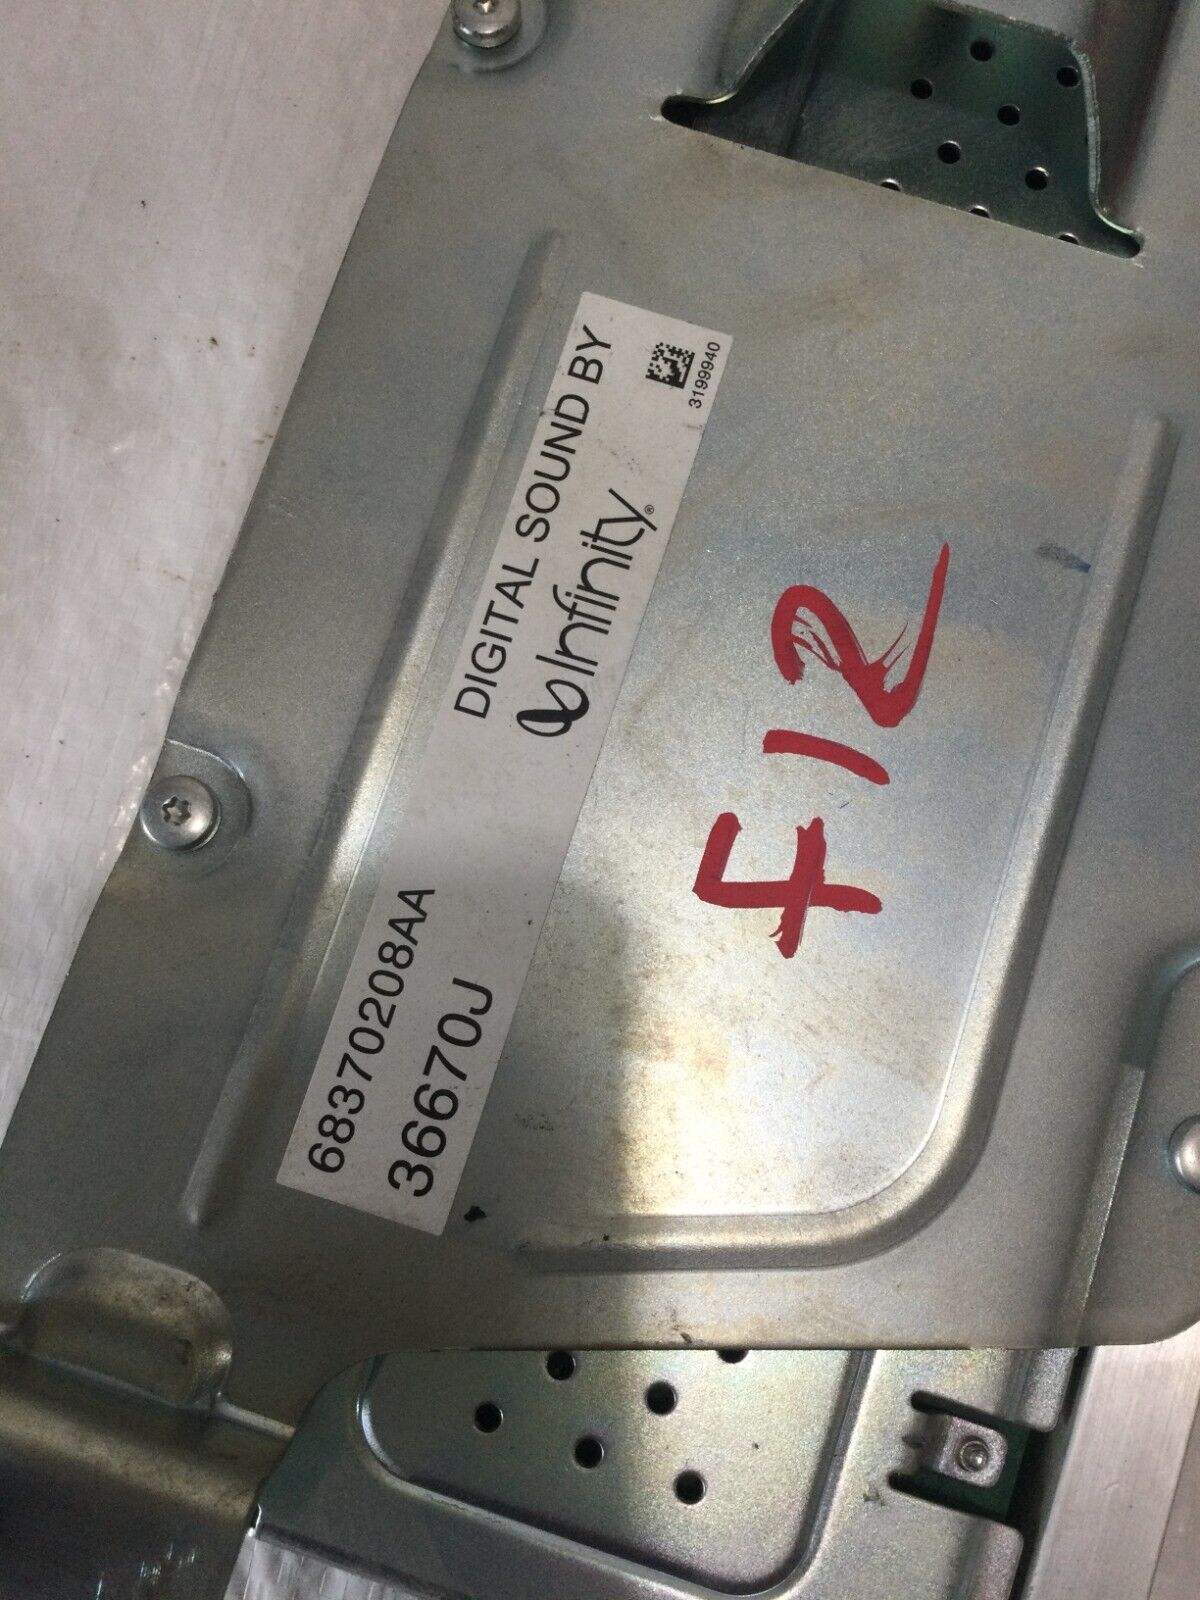 DIGITAL SOUND BY
Infinity®
3199940
68370208AA
36670J
F12